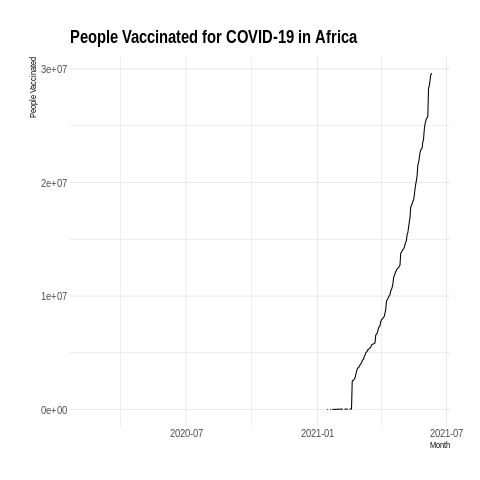 People Vaccinated for COVID-19 in Africa
People Vaccinated
3e+07
2e+07
1e+07
0e+00
2020-07
2021-01
2021-07
Month